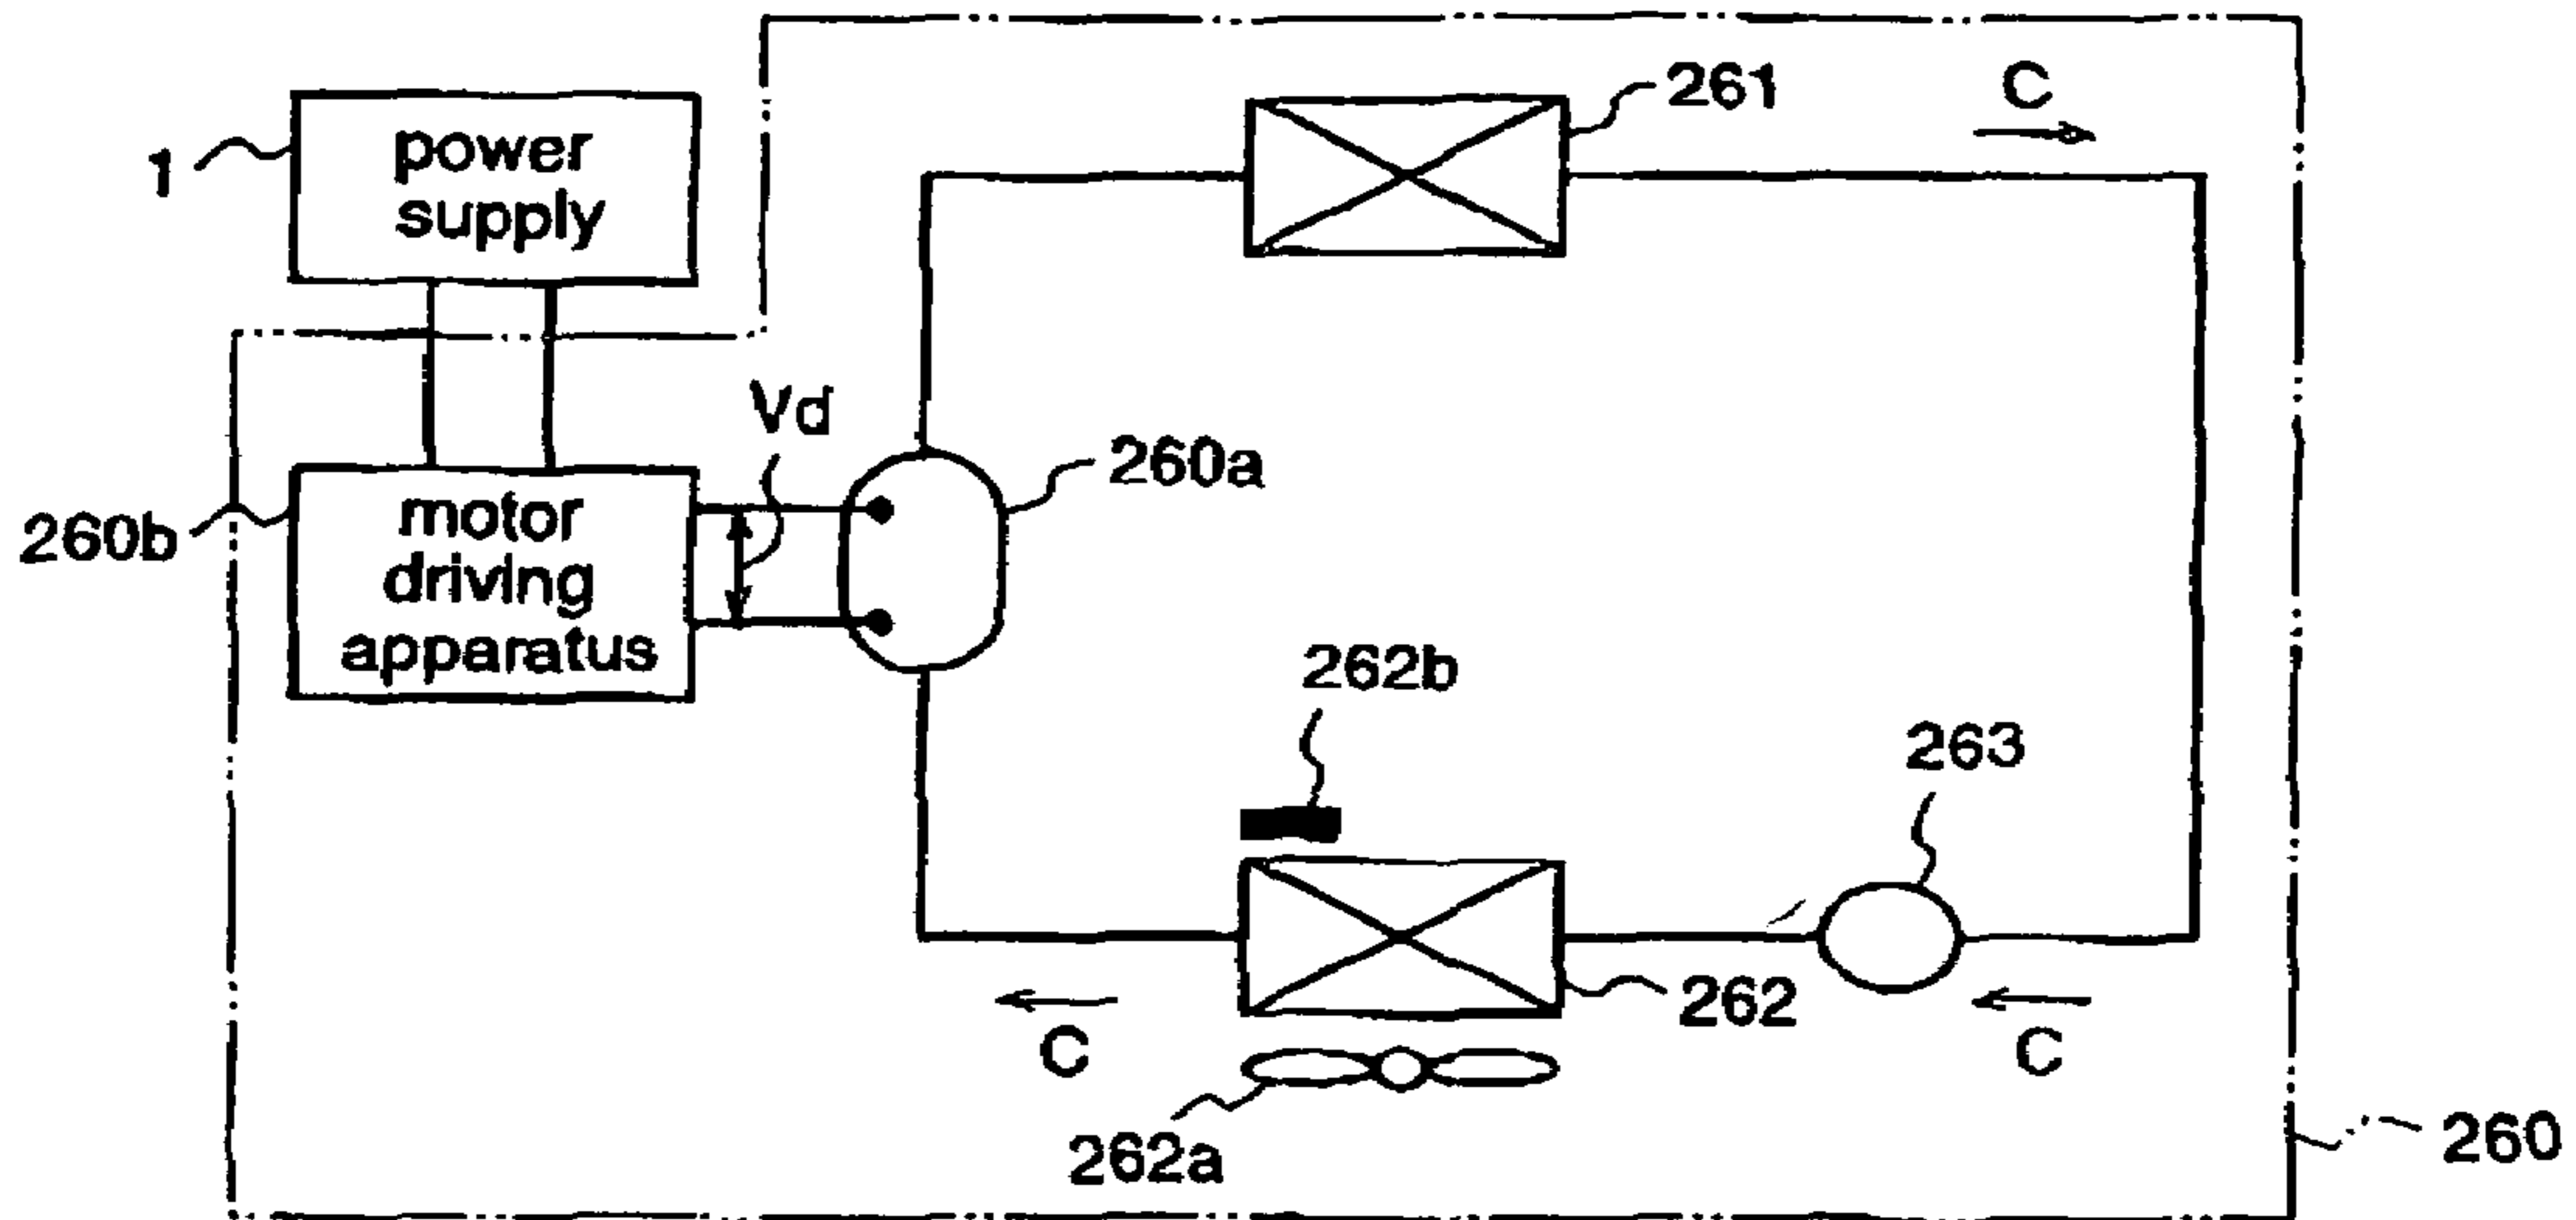 261
C
power
supply
1
Vd
260a
motor
driving
apparatus
260b
262b
263
262
C
C
262a
260